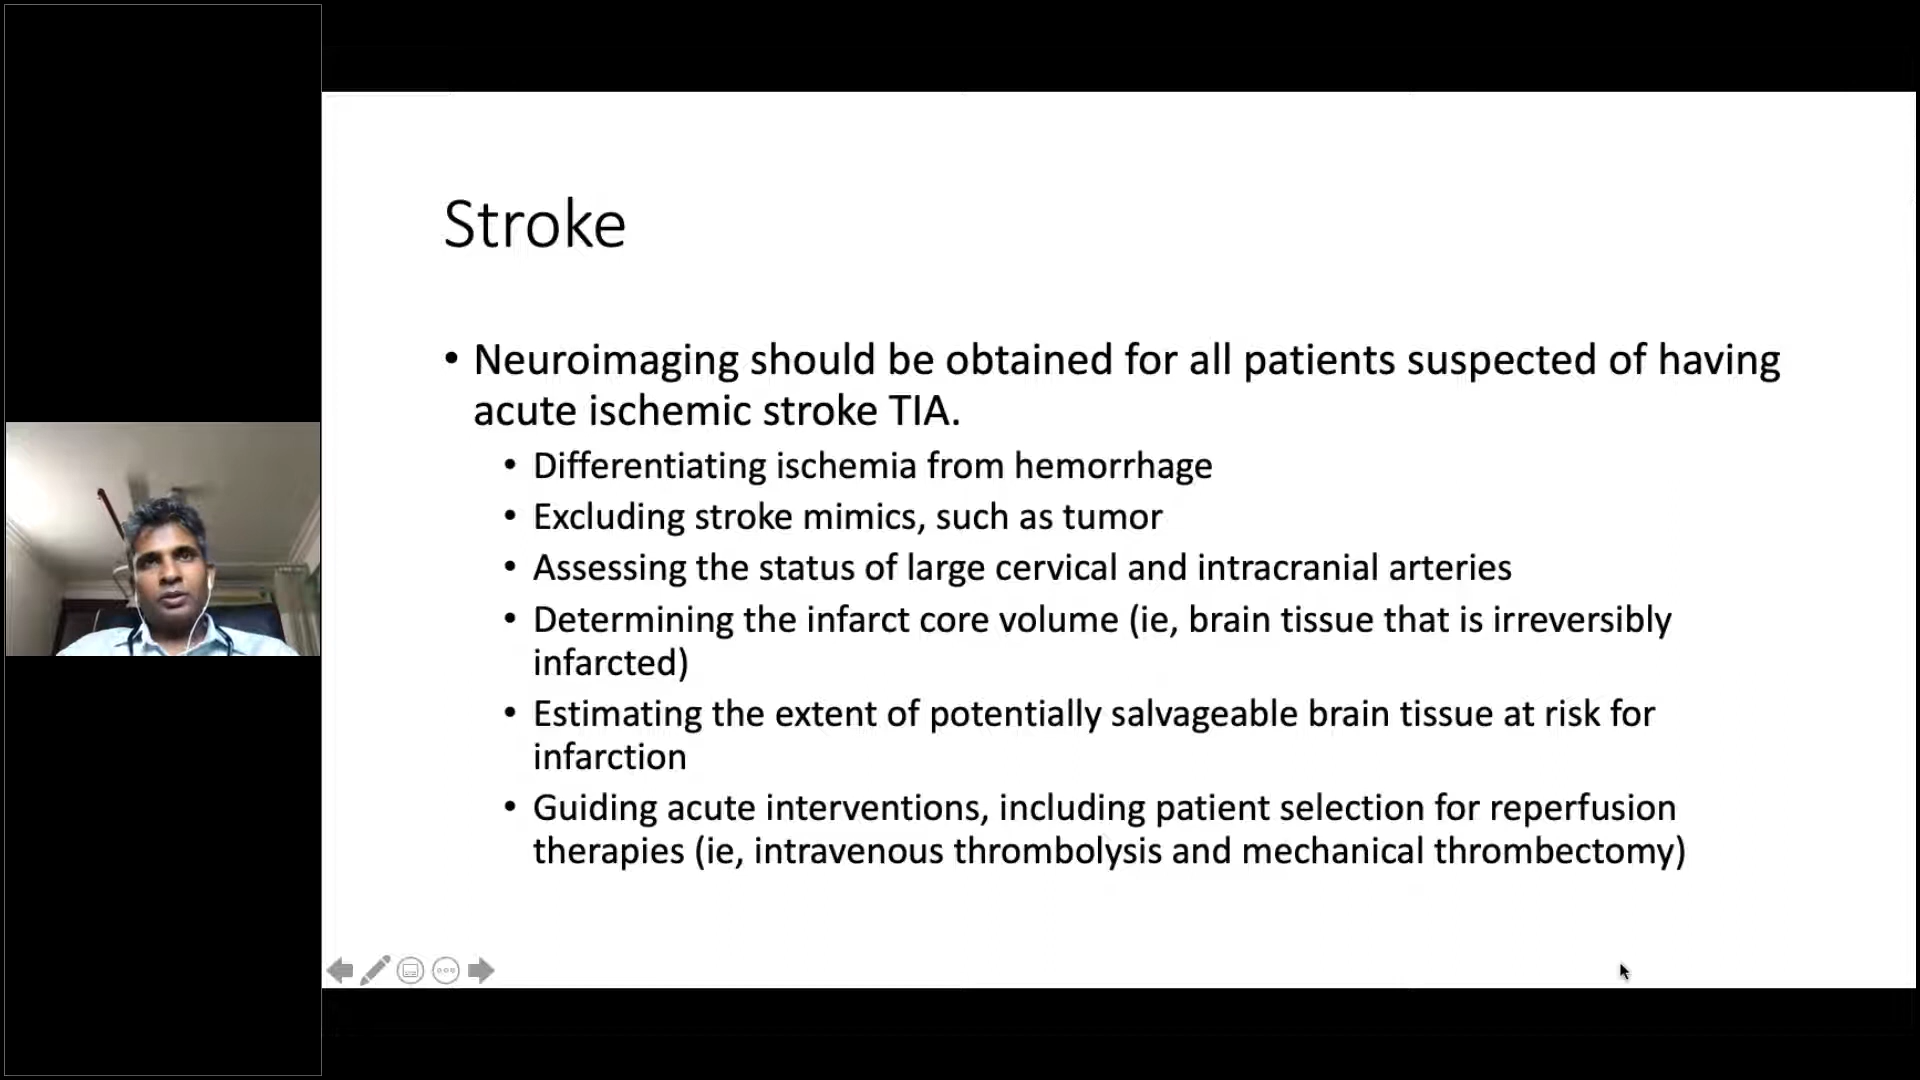 Stroke
• Neuroimaging should be obtained for all patients suspected of having
acute ischemic stroke TIA.
• Differentiating ischemia from hemorrhage
• Excluding stroke mimics, such as tumor
• Assessing the status of large cervical and intracranial arteries
• Determining the infarct core volume (ie, brain tissue that is irreversibly
infarcted)
• Estimating the extent of potentially salvageable brain tissue at risk for
infarction
• Guiding acute interventions, including patient selection for reperfusion
therapies (ie, intravenous thrombolysis and mechanical thrombectomy)